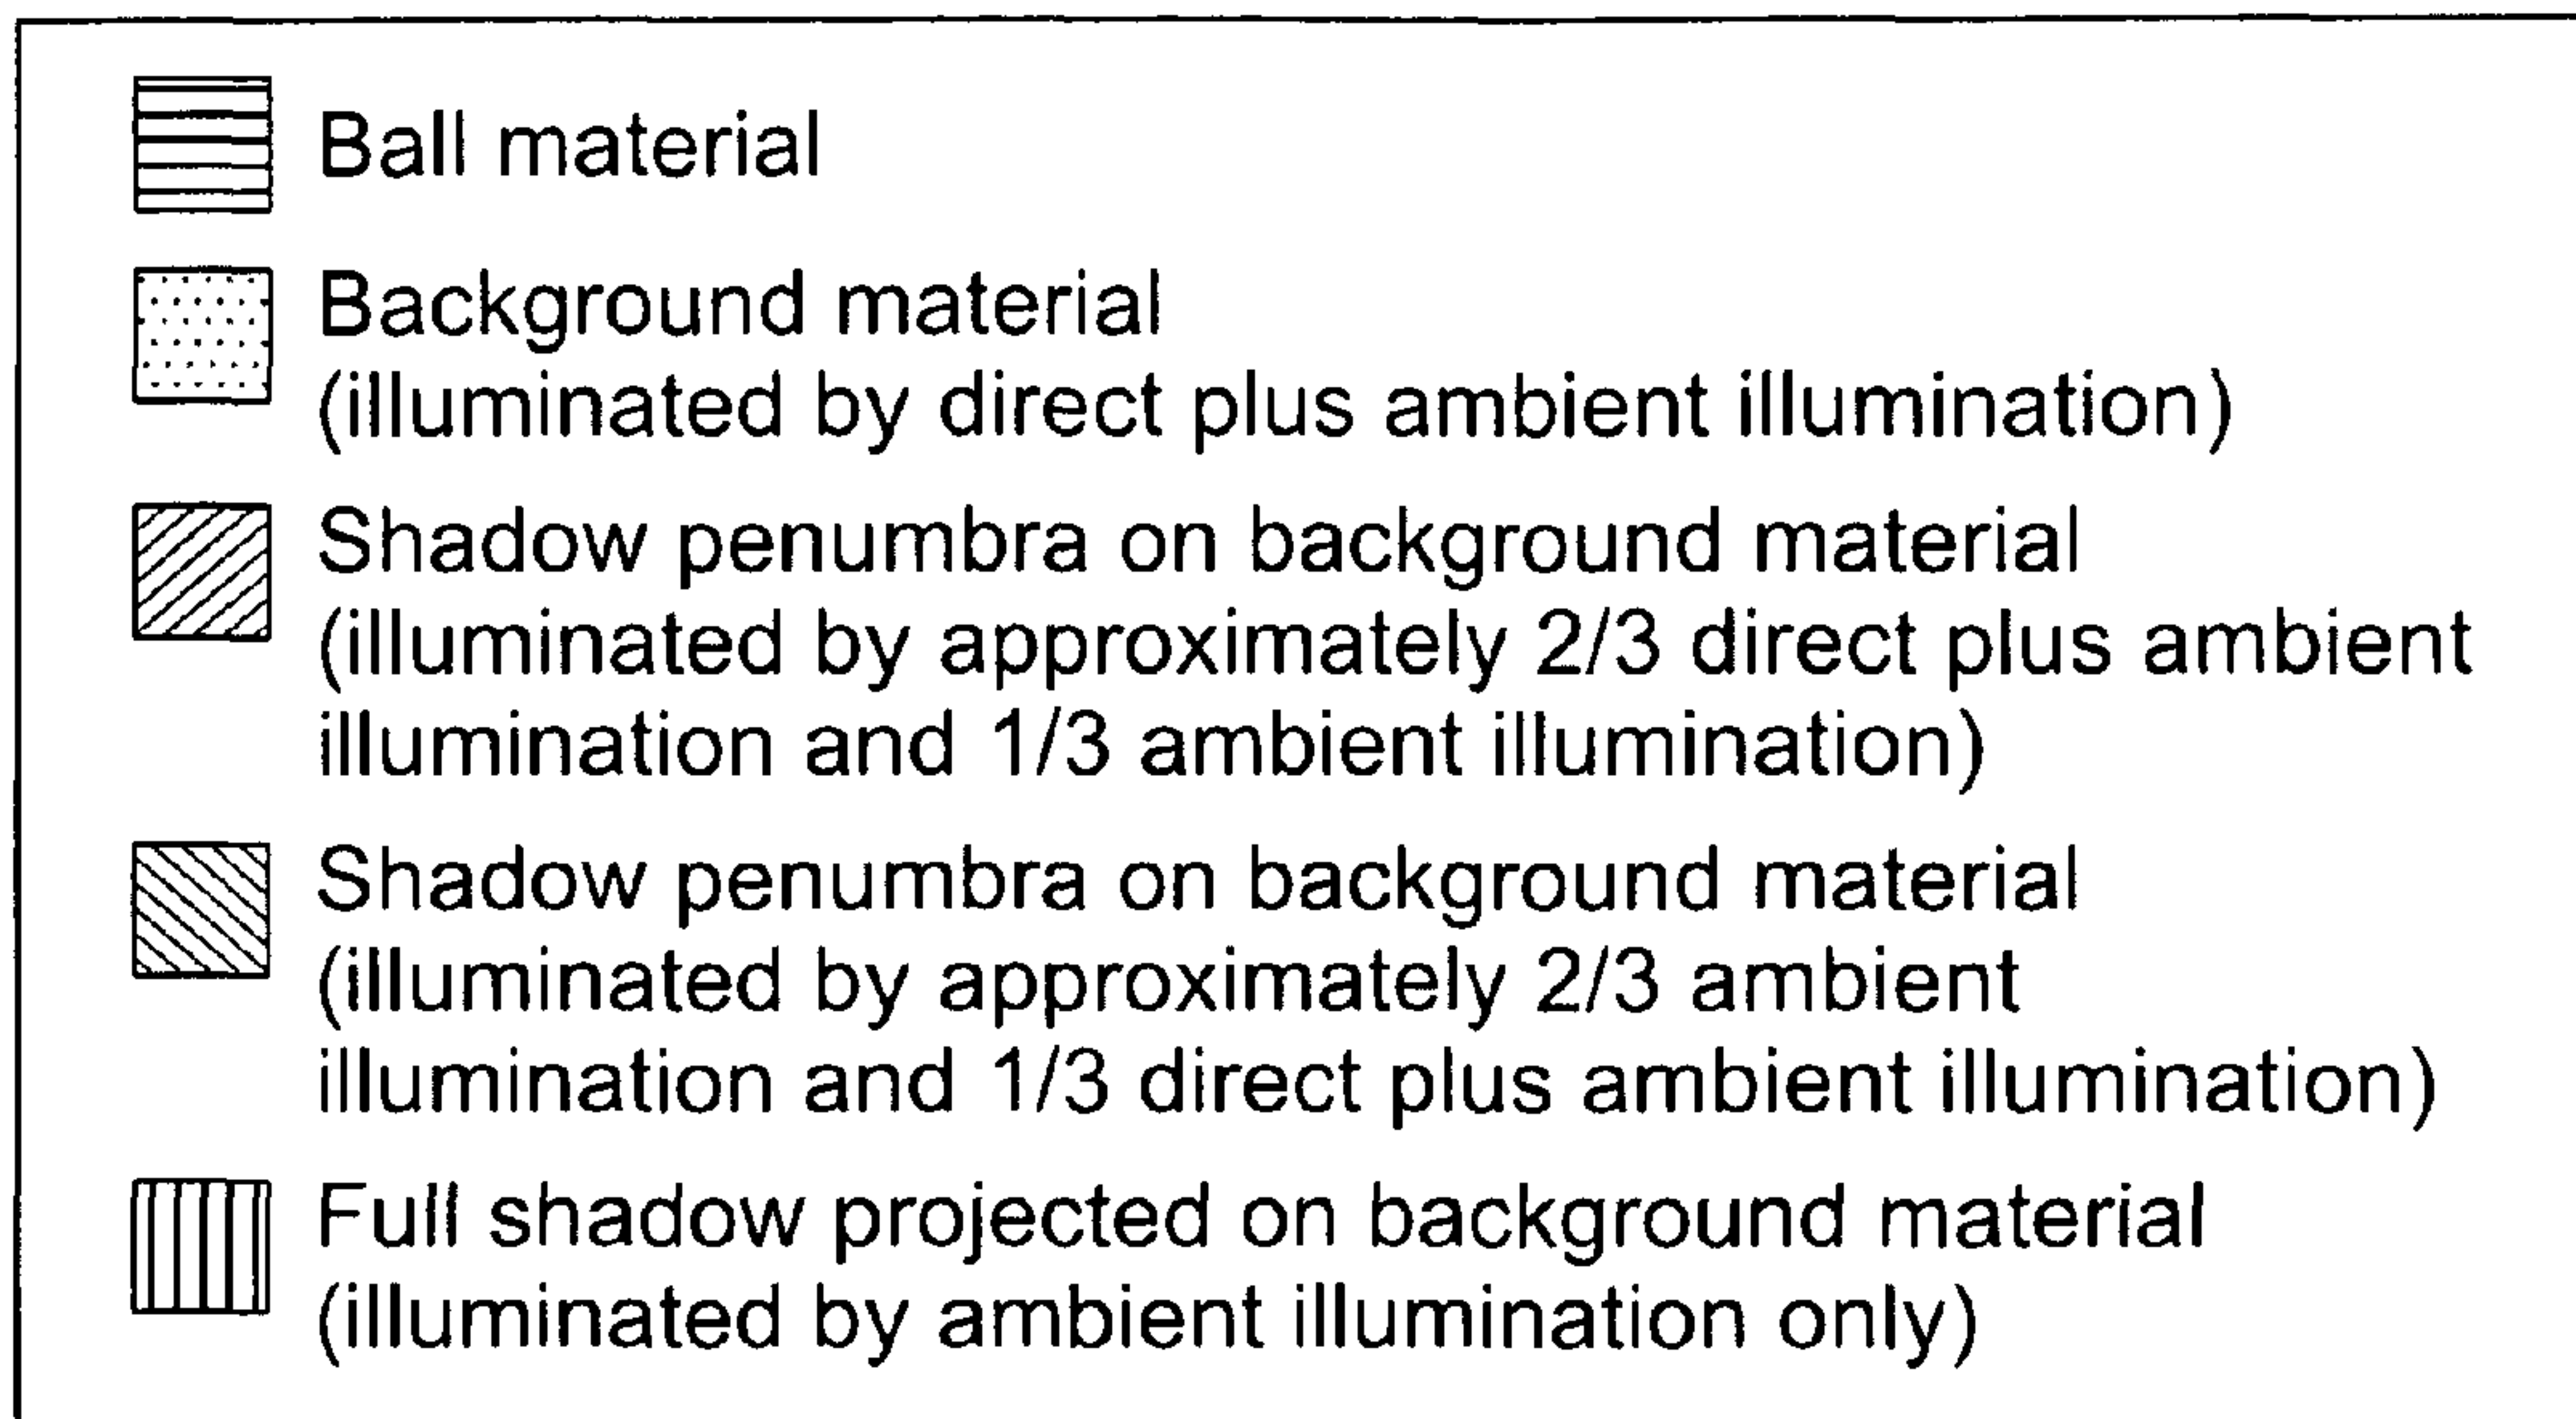 Ball material
Background material
(illuminated by direct plus ambient illumination)
Shadow penumbra on background material
(illuminated by approximately 2/3 direct plus ambient
illumination and 1/3 ambient illumination)
Shadow penumbra on background material
(illuminated by approximately 2/3 ambient
illumination and 1/3 direct plus ambient illumination)
Full shadow projected on background material
(illuminated by ambient illumination only)